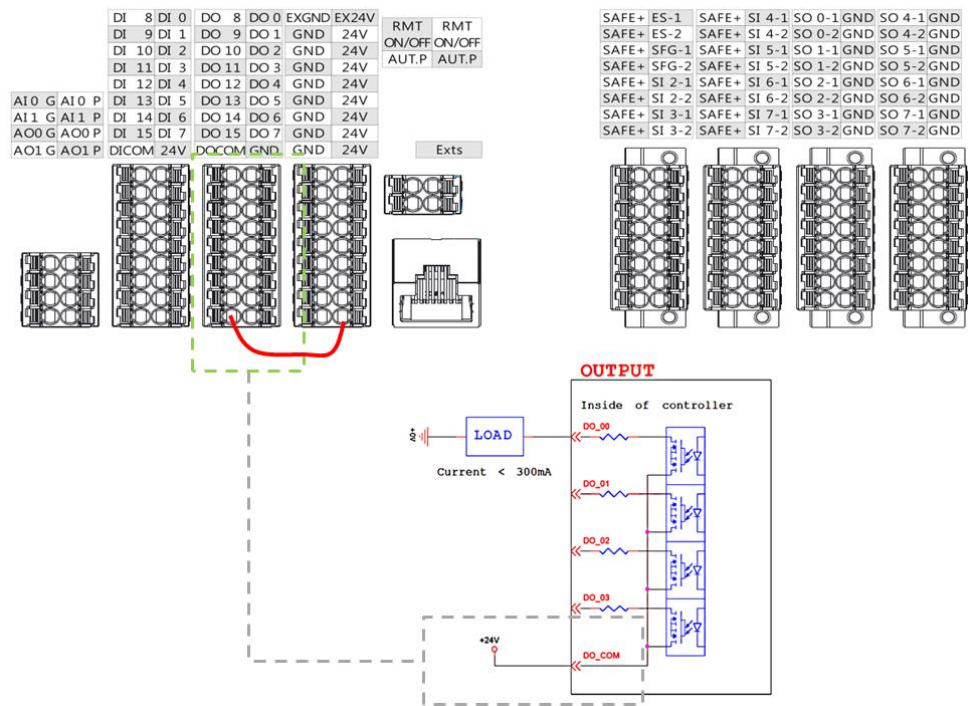 DI 8 DI 0 DO 8 DO 0 EXGND EX24V
DI 9 DI 1 DO 9 DO 1 GND 24V
DI 10 DI 2 DO 10 DO 2 GND 24V
DI 11 DI 3 DO 11 DO 3 GND 24V
DI 12 DI 4 DO 12 DO 4 GND 24V
AI 0 G AI 0 P DI 13 DI 5 DO 13 DO 5 GND 24V
AI 1 G AI 1 P DI 14 DI 6 DO 14 DO 6 GND 24V
AO0 G AO0 P DI 15 DI 7 DO 15 DO 7 GND 24V
AO1 G AO1 P DICOM 24V DOCOM GND GND 24V
RMT RMT
ON/OFF ON/OFF
AUT.P AUT.P
Exts
SAFE+ ES-1 SAFE+ SI 4-1 SO 0-1 GND SO 4-1 GND
SAFE+ ES-2 SAFE+ SI 4-2 SO 0-2 GND SO 4-2 GND
SAFE+ SFG-1 SAFE+ SI 5-1 SO 1-1 GND SO 5-1 GND
SAFE+ SFG-2 SAFE+ SI 5-2 SO 1-2 GND SO 5-2 GND
SAFE+ SI 2-1 SAFE+ SI 6-1 SO 2-1 GND SO 6-1 GND
SAFE+ SI 2-2 SAFE+ SI 6-2 SO 2-2 GND SO 6-2 GND
SAFE+ SI 3-1 SAFE+ SI 7-1 SO 3-1 GND SO 7-1 GND
SAFE+ SI 3-2 SAFE+ SI 7-2 SO 3-2 GND SO 7-2 GND
OUTPUT
Inside of controller
DO_00
+0V
LOAD
Current < 300mA
DO_01
DO_02
DO_03
+24V
DO_COM